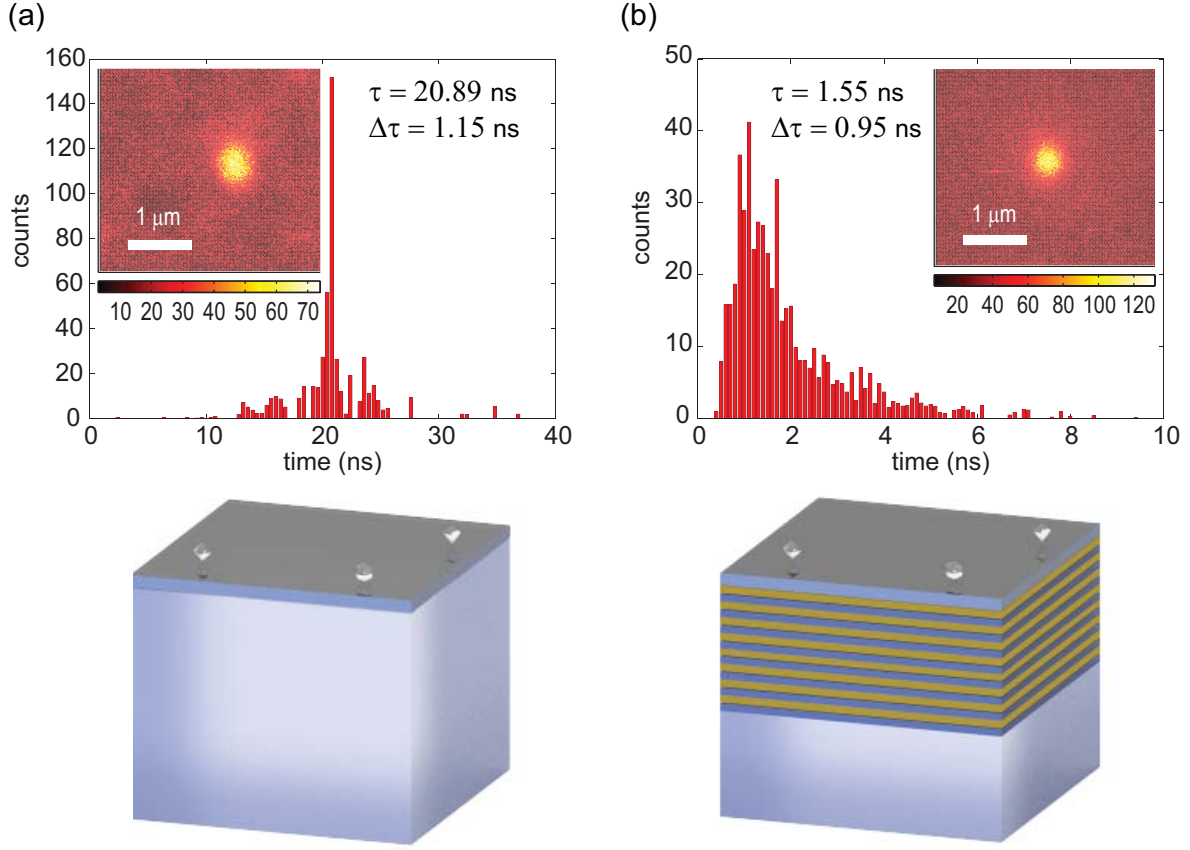 (a)
160
140
120
100
80
60
40
20
0
counts
0 10 20 30 40
time (ns)
τ = 20.89 ns
Δτ = 1.15 ns
1 μm
10 20 30 40 50 60 70
(b)
50
40
30
20
10
0
counts
0 2 4 6 8 10
time (ns)
τ = 1.55 ns
Δτ = 0.95 ns
1 μm
20 40 60 80 100 120